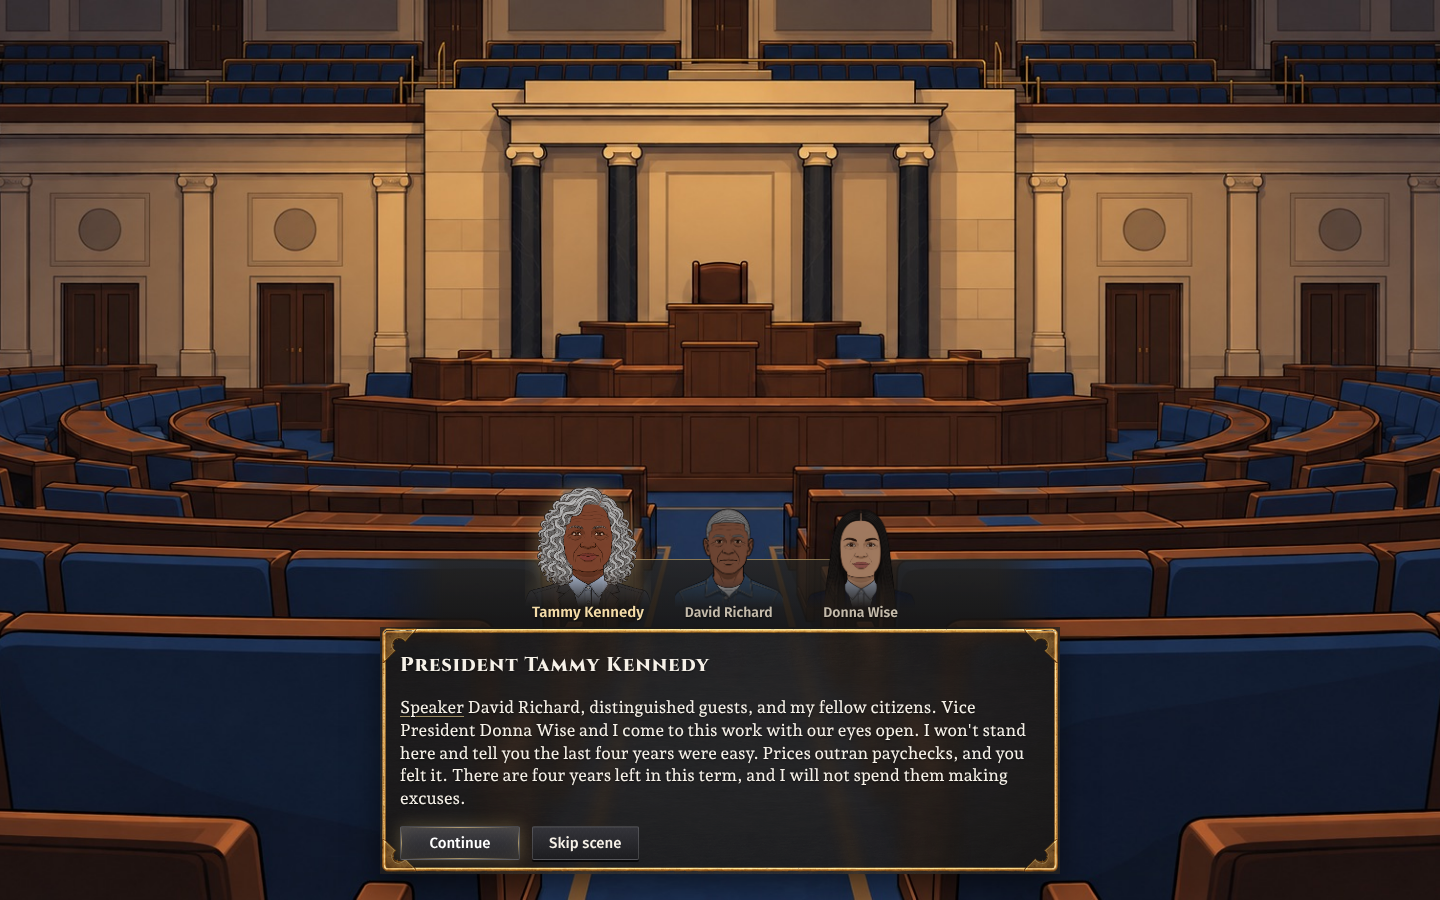 Tammy Kennedy
David Richard
Donna Wise
President Tammy Kennedy
Speaker David Richard, distinguished guests, and my fellow citizens. Vice
President Donna Wise and I come to this work with our eyes open. I won't stand
here and tell you the last four years were easy. Prices outran paychecks, and you
felt it. There are four years left in this term, and I will not spend them making
excuses.
Continue
Skip scene